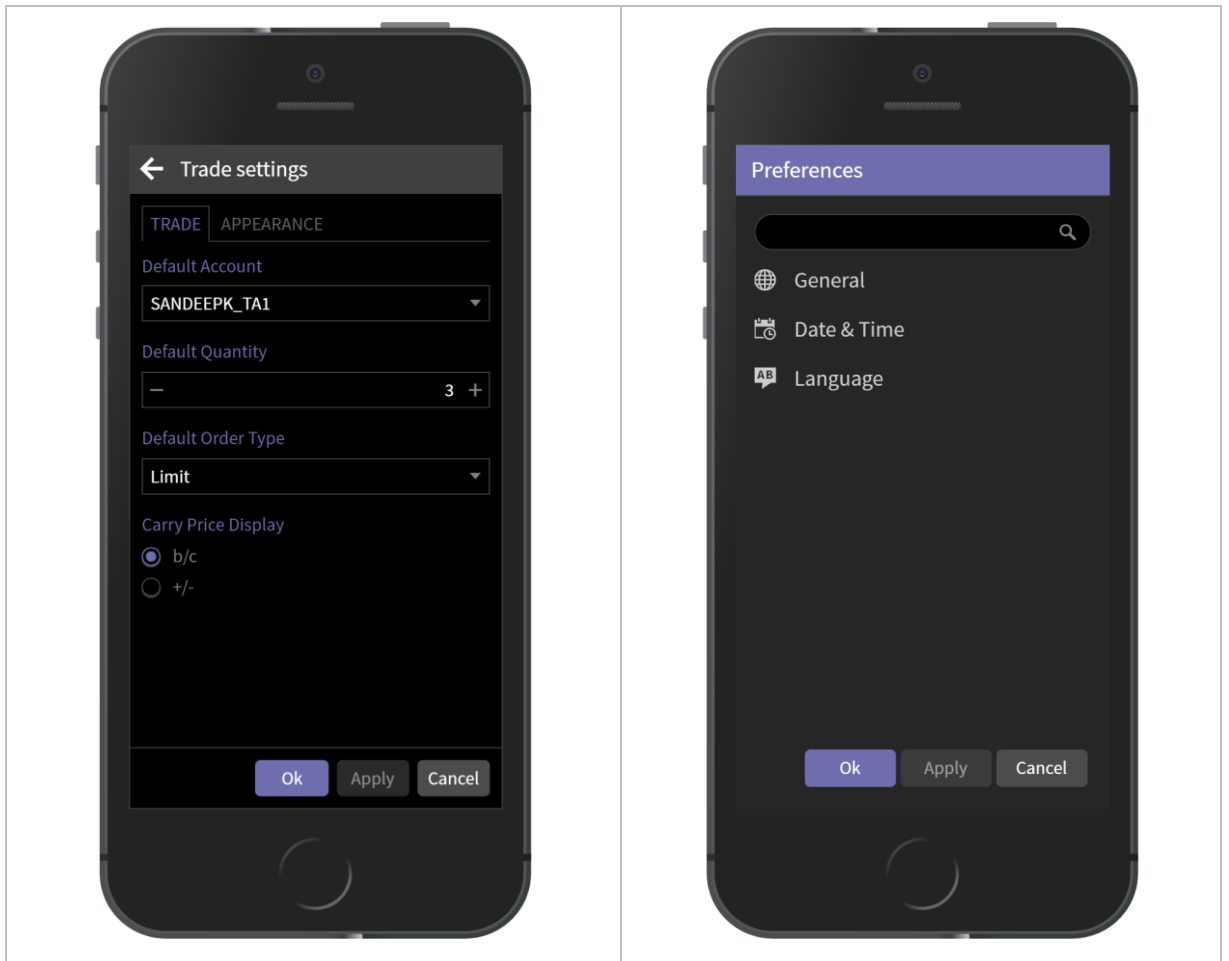 Trade settings
TRADE APPEARANCE
Default Account
SANDEEPK_TA1
Default Quantity
— 3 +
Default Order Type
Limit
Carry Price Display
b/c
+/-
Ok Apply Cancel
Preferences
General
Date & Time
AB Language
Ok Apply Cancel